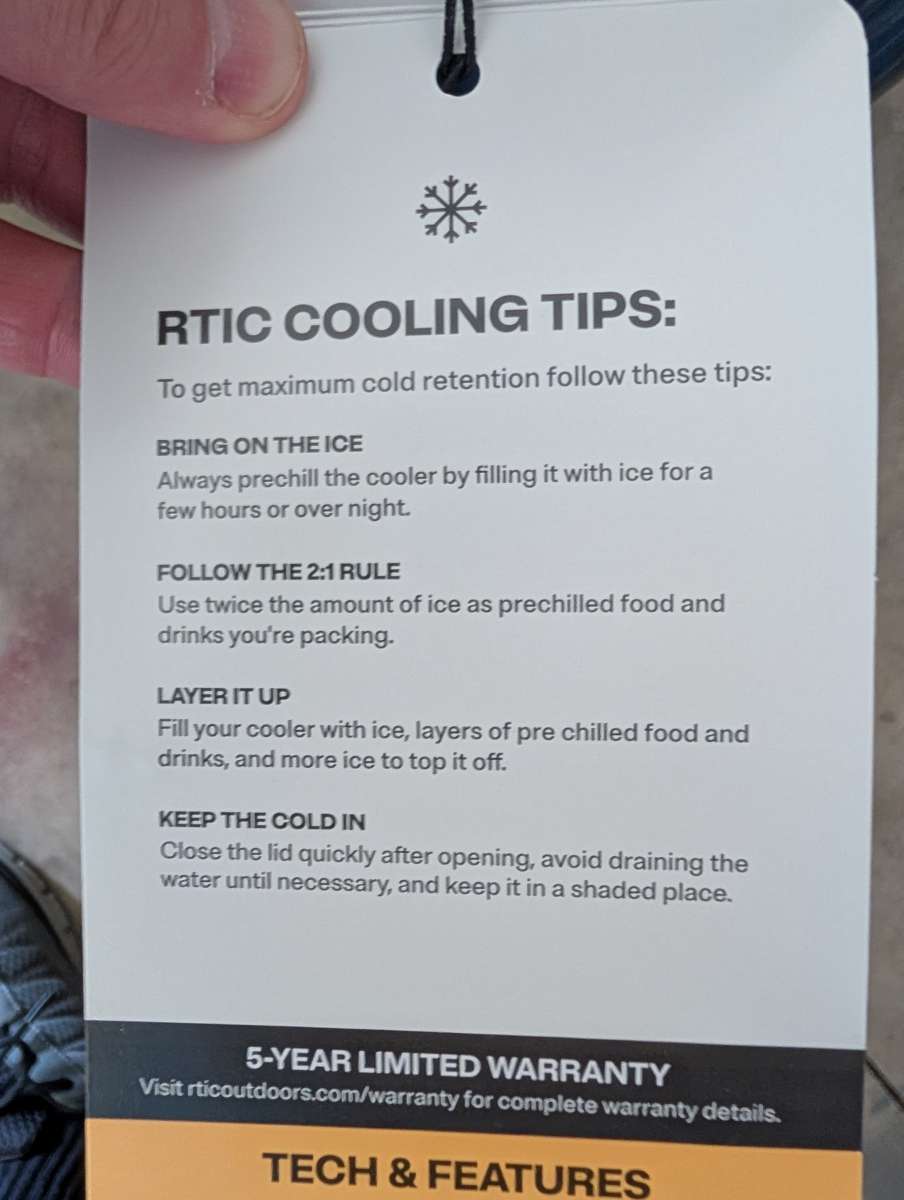 RTIC COOLING TIPS:
To get maximum cold retention follow these tips:
BRING ON THE ICE
Always prechill the cooler by filling it with ice for a
few hours or over night.
FOLLOW THE 2:1 RULE
Use twice the amount of ice as prechilled food and
drinks you're packing.
LAYER IT UP
Fill your cooler with ice, layers of pre chilled food and
drinks, and more ice to top it off.
KEEP THE COLD IN
Close the lid quickly after opening, avoid draining the
water until necessary, and keep it in a shaded place.
5-YEAR LIMITED WARRANTY
Visit rticoutdoors.com/warranty for complete warranty details.
TECH & FEATURES